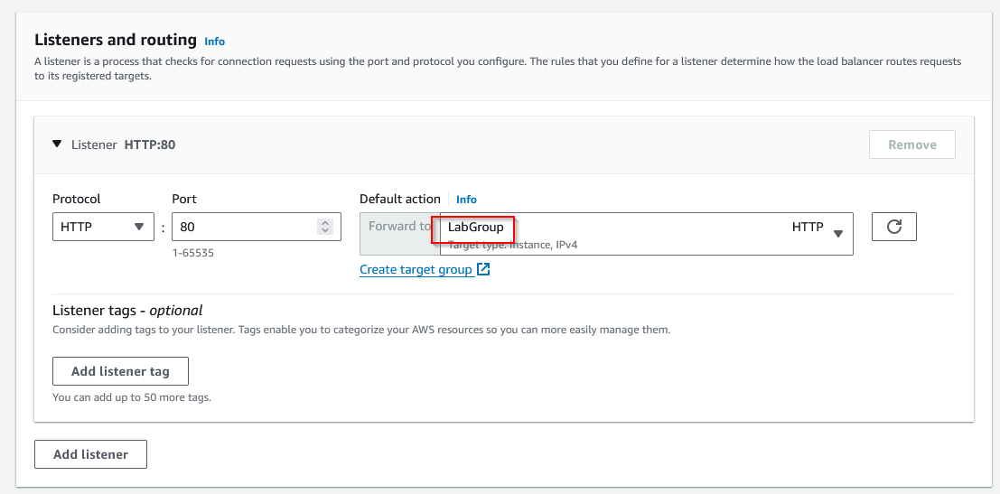 Listeners and routing Info
A listener is a process that checks for connection requests using the port and protocol you configure. The rules that you define for a listener determine how the load balancer routes requests
to its registered targets.
Listener HTTP:80
Remove
Protocol
Port
Default action Info
HTTP
:
80
Forward to
LabGroup
HTTP
Target type: Instance, IPv4
1-65535
Create target group
Listener tags - optional
Consider adding tags to your listener. Tags enable you to categorize your AWS resources so you can more easily manage them.
Add listener tag
You can add up to 50 more tags.
Add listener